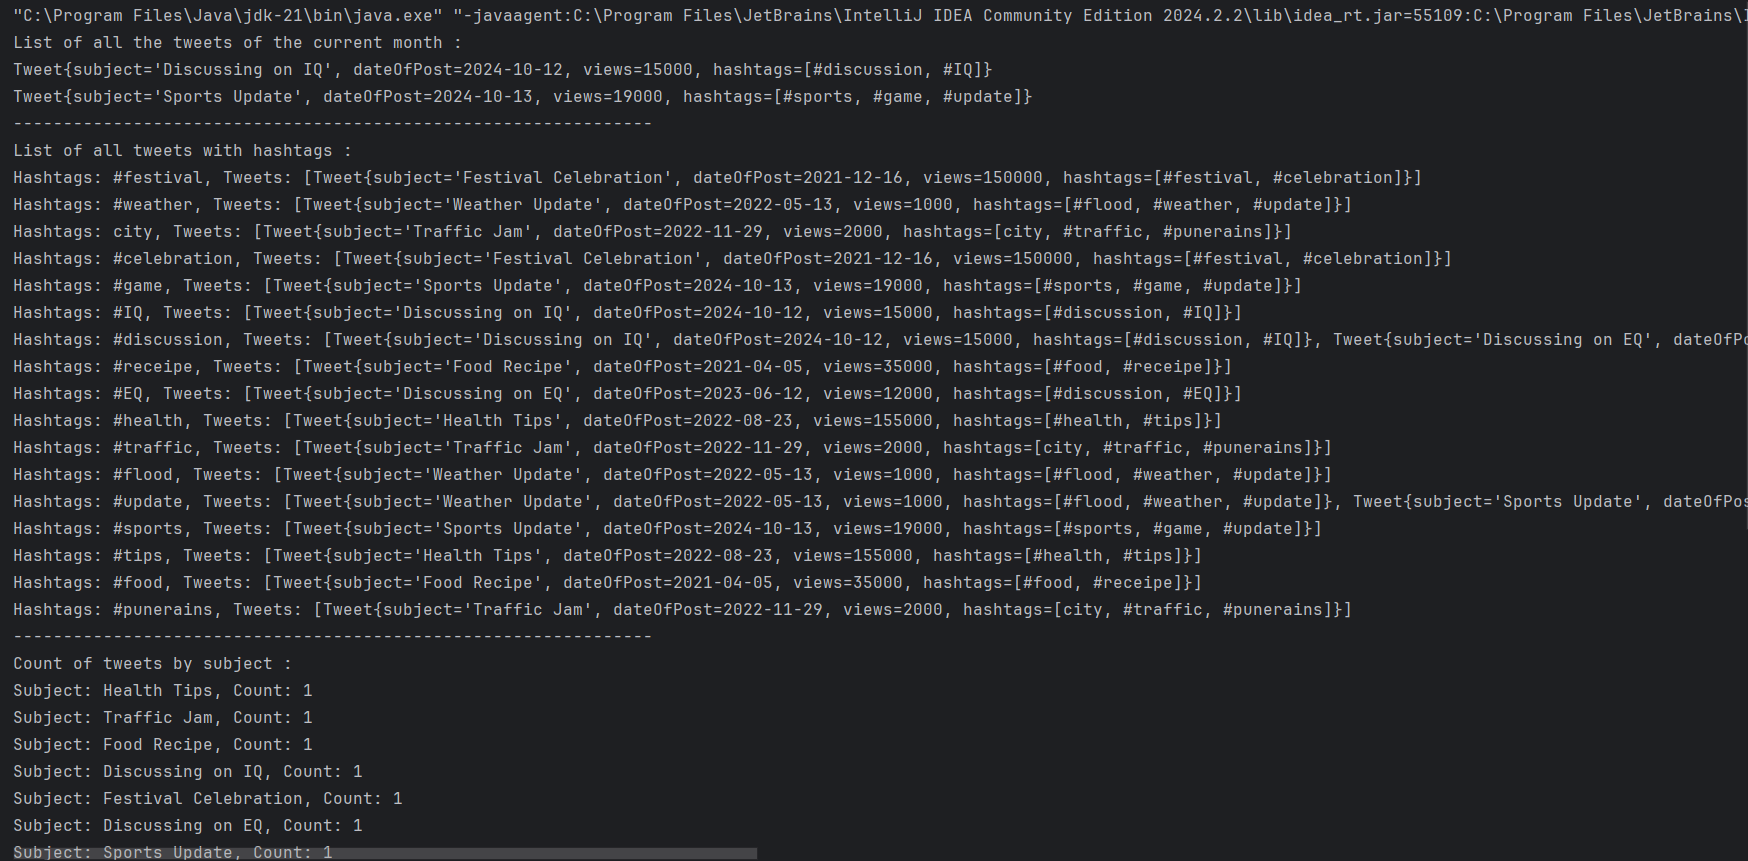 "C:\Program Files\Java\jdk-21\bin\java.exe" "-javaagent:C:\Program Files\JetBrains\IntelliJ IDEA Community Edition 2024.2.2\lib\idea_rt.jar=55109:C:\Program Files\JetBrains\
List of all the tweets of the current month :
Tweet{subject='Discussing on IQ', dateOfPost=2024-10-12, views=15000, hashtags=[#discussion, #IQ]}
Tweet{subject='Sports Update', dateOfPost=2024-10-13, views=19000, hashtags=[#sports, #game, #update]}
----------------------------------------------------------------
List of all tweets with hashtags :
Hashtags: #festival, Tweets: [Tweet{subject='Festival Celebration', dateOfPost=2021-12-16, views=150000, hashtags=[#festival, #celebration]}]
Hashtags: #weather, Tweets: [Tweet{subject='Weather Update', dateOfPost=2022-05-13, views=1000, hashtags=[#flood, #weather, #update]}]
Hashtags: city, Tweets: [Tweet{subject='Traffic Jam', dateOfPost=2022-11-29, views=2000, hashtags=[city, #traffic, #punerains]}]
Hashtags: #celebration, Tweets: [Tweet{subject='Festival Celebration', dateOfPost=2021-12-16, views=150000, hashtags=[#festival, #celebration]}]
Hashtags: #game, Tweets: [Tweet{subject='Sports Update', dateOfPost=2024-10-13, views=19000, hashtags=[#sports, #game, #update]}]
Hashtags: #IQ, Tweets: [Tweet{subject='Discussing on IQ', dateOfPost=2024-10-12, views=15000, hashtags=[#discussion, #IQ]}]
Hashtags: #discussion, Tweets: [Tweet{subject='Discussing on IQ', dateOfPost=2024-10-12, views=15000, hashtags=[#discussion, #IQ]}, Tweet{subject='Discussing on EQ', dateOfPo
Hashtags: #receipe, Tweets: [Tweet{subject='Food Recipe', dateOfPost=2021-04-05, views=35000, hashtags=[#food, #receipe]}]
Hashtags: #EQ, Tweets: [Tweet{subject='Discussing on EQ', dateOfPost=2023-06-12, views=12000, hashtags=[#discussion, #EQ]}]
Hashtags: #health, Tweets: [Tweet{subject='Health Tips', dateOfPost=2022-08-23, views=155000, hashtags=[#health, #tips]}]
Hashtags: #traffic, Tweets: [Tweet{subject='Traffic Jam', dateOfPost=2022-11-29, views=2000, hashtags=[city, #traffic, #punerains]}]
Hashtags: #flood, Tweets: [Tweet{subject='Weather Update', dateOfPost=2022-05-13, views=1000, hashtags=[#flood, #weather, #update]}]
Hashtags: #update, Tweets: [Tweet{subject='Weather Update', dateOfPost=2022-05-13, views=1000, hashtags=[#flood, #weather, #update]}, Tweet{subject='Sports Update', dateOfPos
Hashtags: #sports, Tweets: [Tweet{subject='Sports Update', dateOfPost=2024-10-13, views=19000, hashtags=[#sports, #game, #update]}]
Hashtags: #tips, Tweets: [Tweet{subject='Health Tips', dateOfPost=2022-08-23, views=155000, hashtags=[#health, #tips]}]
Hashtags: #food, Tweets: [Tweet{subject='Food Recipe', dateOfPost=2021-04-05, views=35000, hashtags=[#food, #receipe]}]
Hashtags: #punerains, Tweets: [Tweet{subject='Traffic Jam', dateOfPost=2022-11-29, views=2000, hashtags=[city, #traffic, #punerains]}]
----------------------------------------------------------------
Count of tweets by subject :
Subject: Health Tips, Count: 1
Subject: Traffic Jam, Count: 1
Subject: Food Recipe, Count: 1
Subject: Discussing on IQ, Count: 1
Subject: Festival Celebration, Count: 1
Subject: Discussing on EQ, Count: 1
Subject: Sports Update, Count: 1